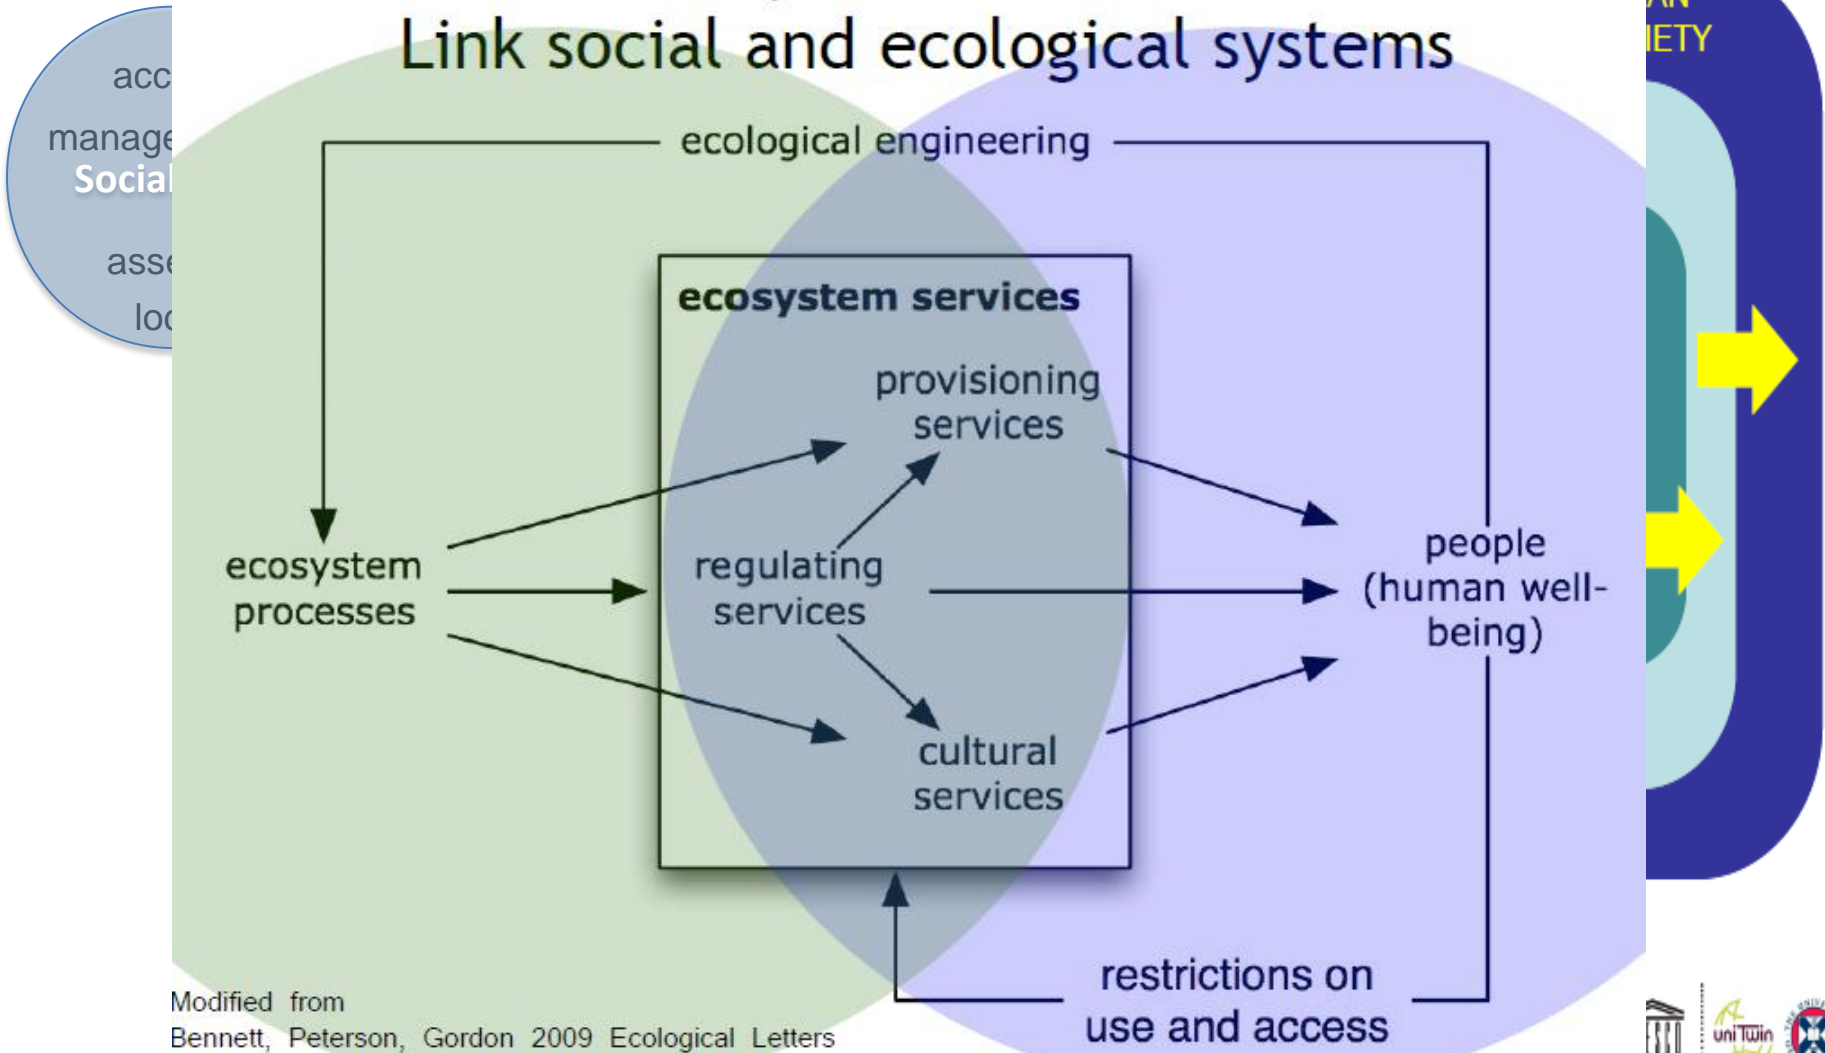 Link social and ecological systems
IETY
acc
manage
Social
asse
loc
ecological engineering
ecosystem services
provisioning
services
ecosystem
processes
regulating
services
people
(human well-
being)
cultural
services
restrictions on
use and access
Modified from
Bennett, Peterson, Gordon 2009 Ecological Letters
uniTwin